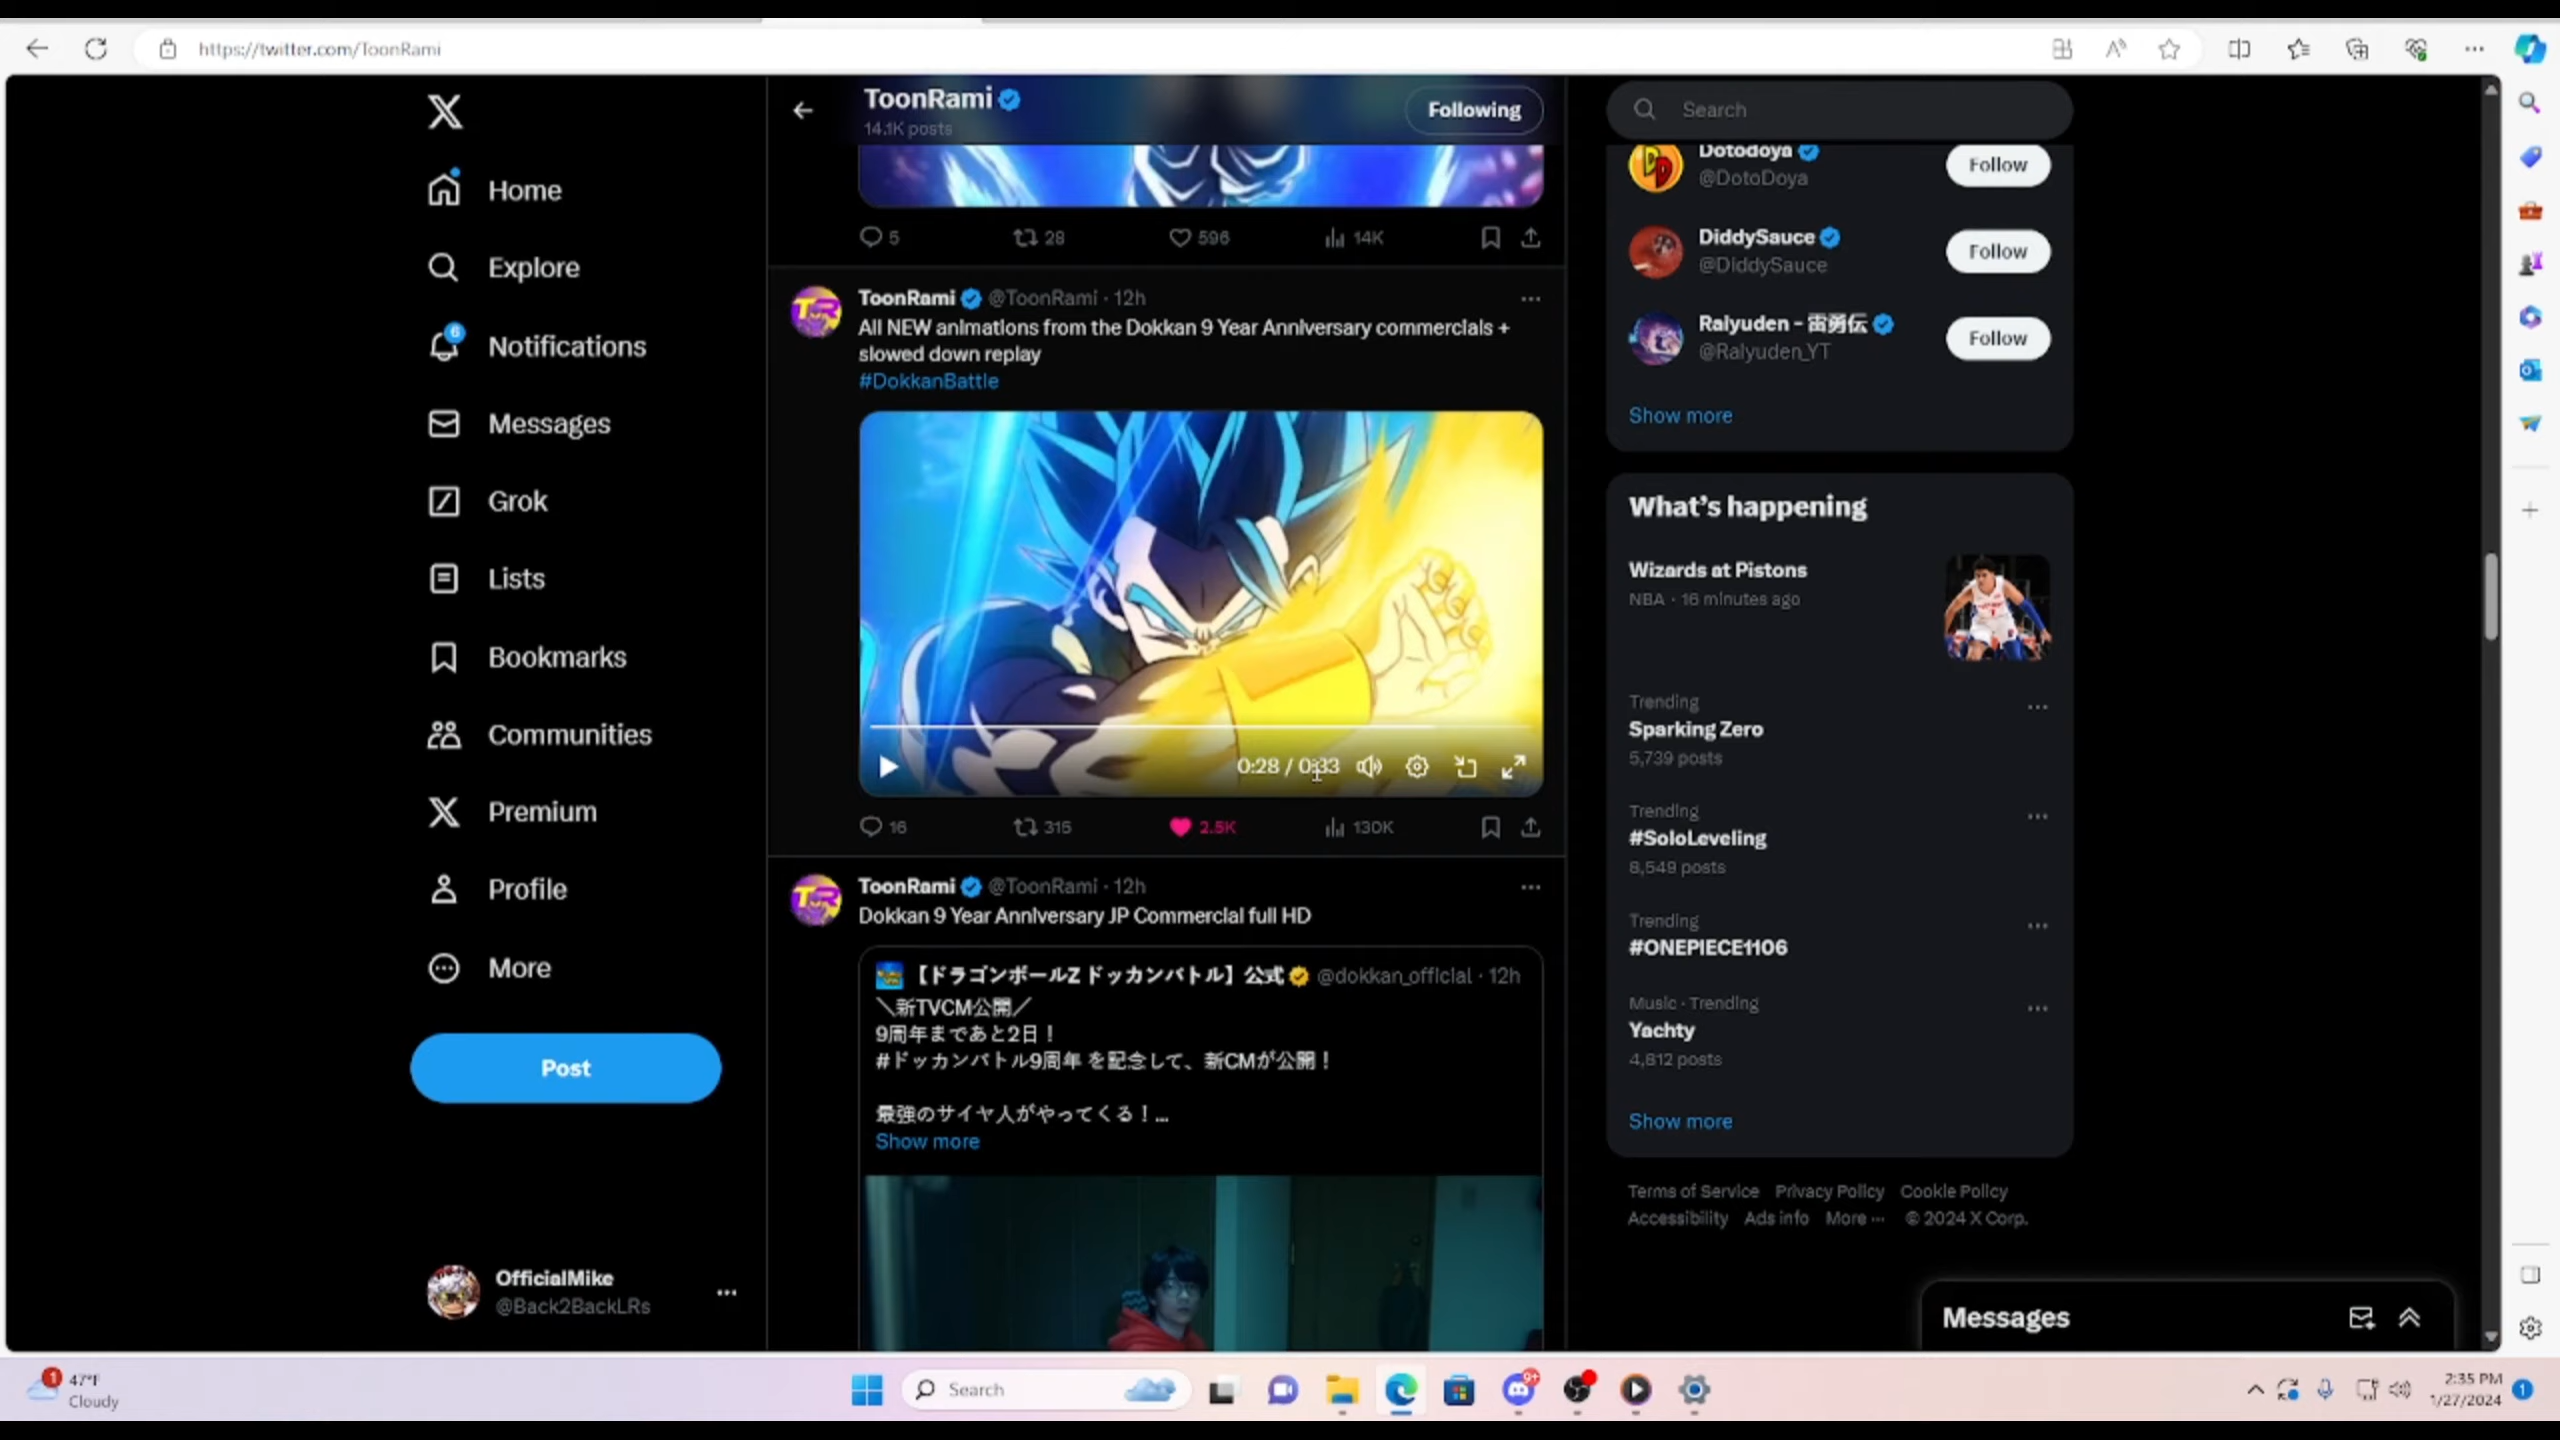 https://twitter.com/ToonRami
Home
Explore
6
Notifications
Messages
Grok
Lists
Bookmarks
Communities
Premium
Profile
More
Post
OfficialMike
@Back2BackLRs
ToonRami
14.1K posts
Following
5 28 596 14K
ToonRami @ToonRami · 12h
All NEW animations from the Dokkan 9 Year Anniversary commercials +
slowed down replay
#DokkanBattle
0:28 / 0:33
16 315 2.5K 130K
ToonRami @ToonRami · 12h
Dokkan 9 Year Anniversary JP Commercial full HD
【ドラゴンボールZ ドッカンバトル】公式 @dokkan_official · 12h
＼新TVCM公開／
9周年まであと2日！
#ドッカンバトル9周年 を記念して、新CMが公開！
最強のサイヤ人がやってくる！...
Show more
Search
Dotodoya
@DotoDoya
Follow
DiddySauce
@DiddySauce
Follow
Raiyuden - 雷勇伝
@Raiyuden_YT
Follow
Show more
What's happening
Wizards at Pistons
NBA · 16 minutes ago
Trending
Sparking Zero
5,739 posts
Trending
#SoloLeveling
8,549 posts
Trending
#ONEPIECE1106
Music · Trending
Yachty
4,812 posts
Show more
Terms of Service Privacy Policy Cookie Policy
Accessibility Ads info More ··· © 2024 X Corp.
Messages
1
47°F
Cloudy
Search
9+
2:35 PM
1/27/2024
1